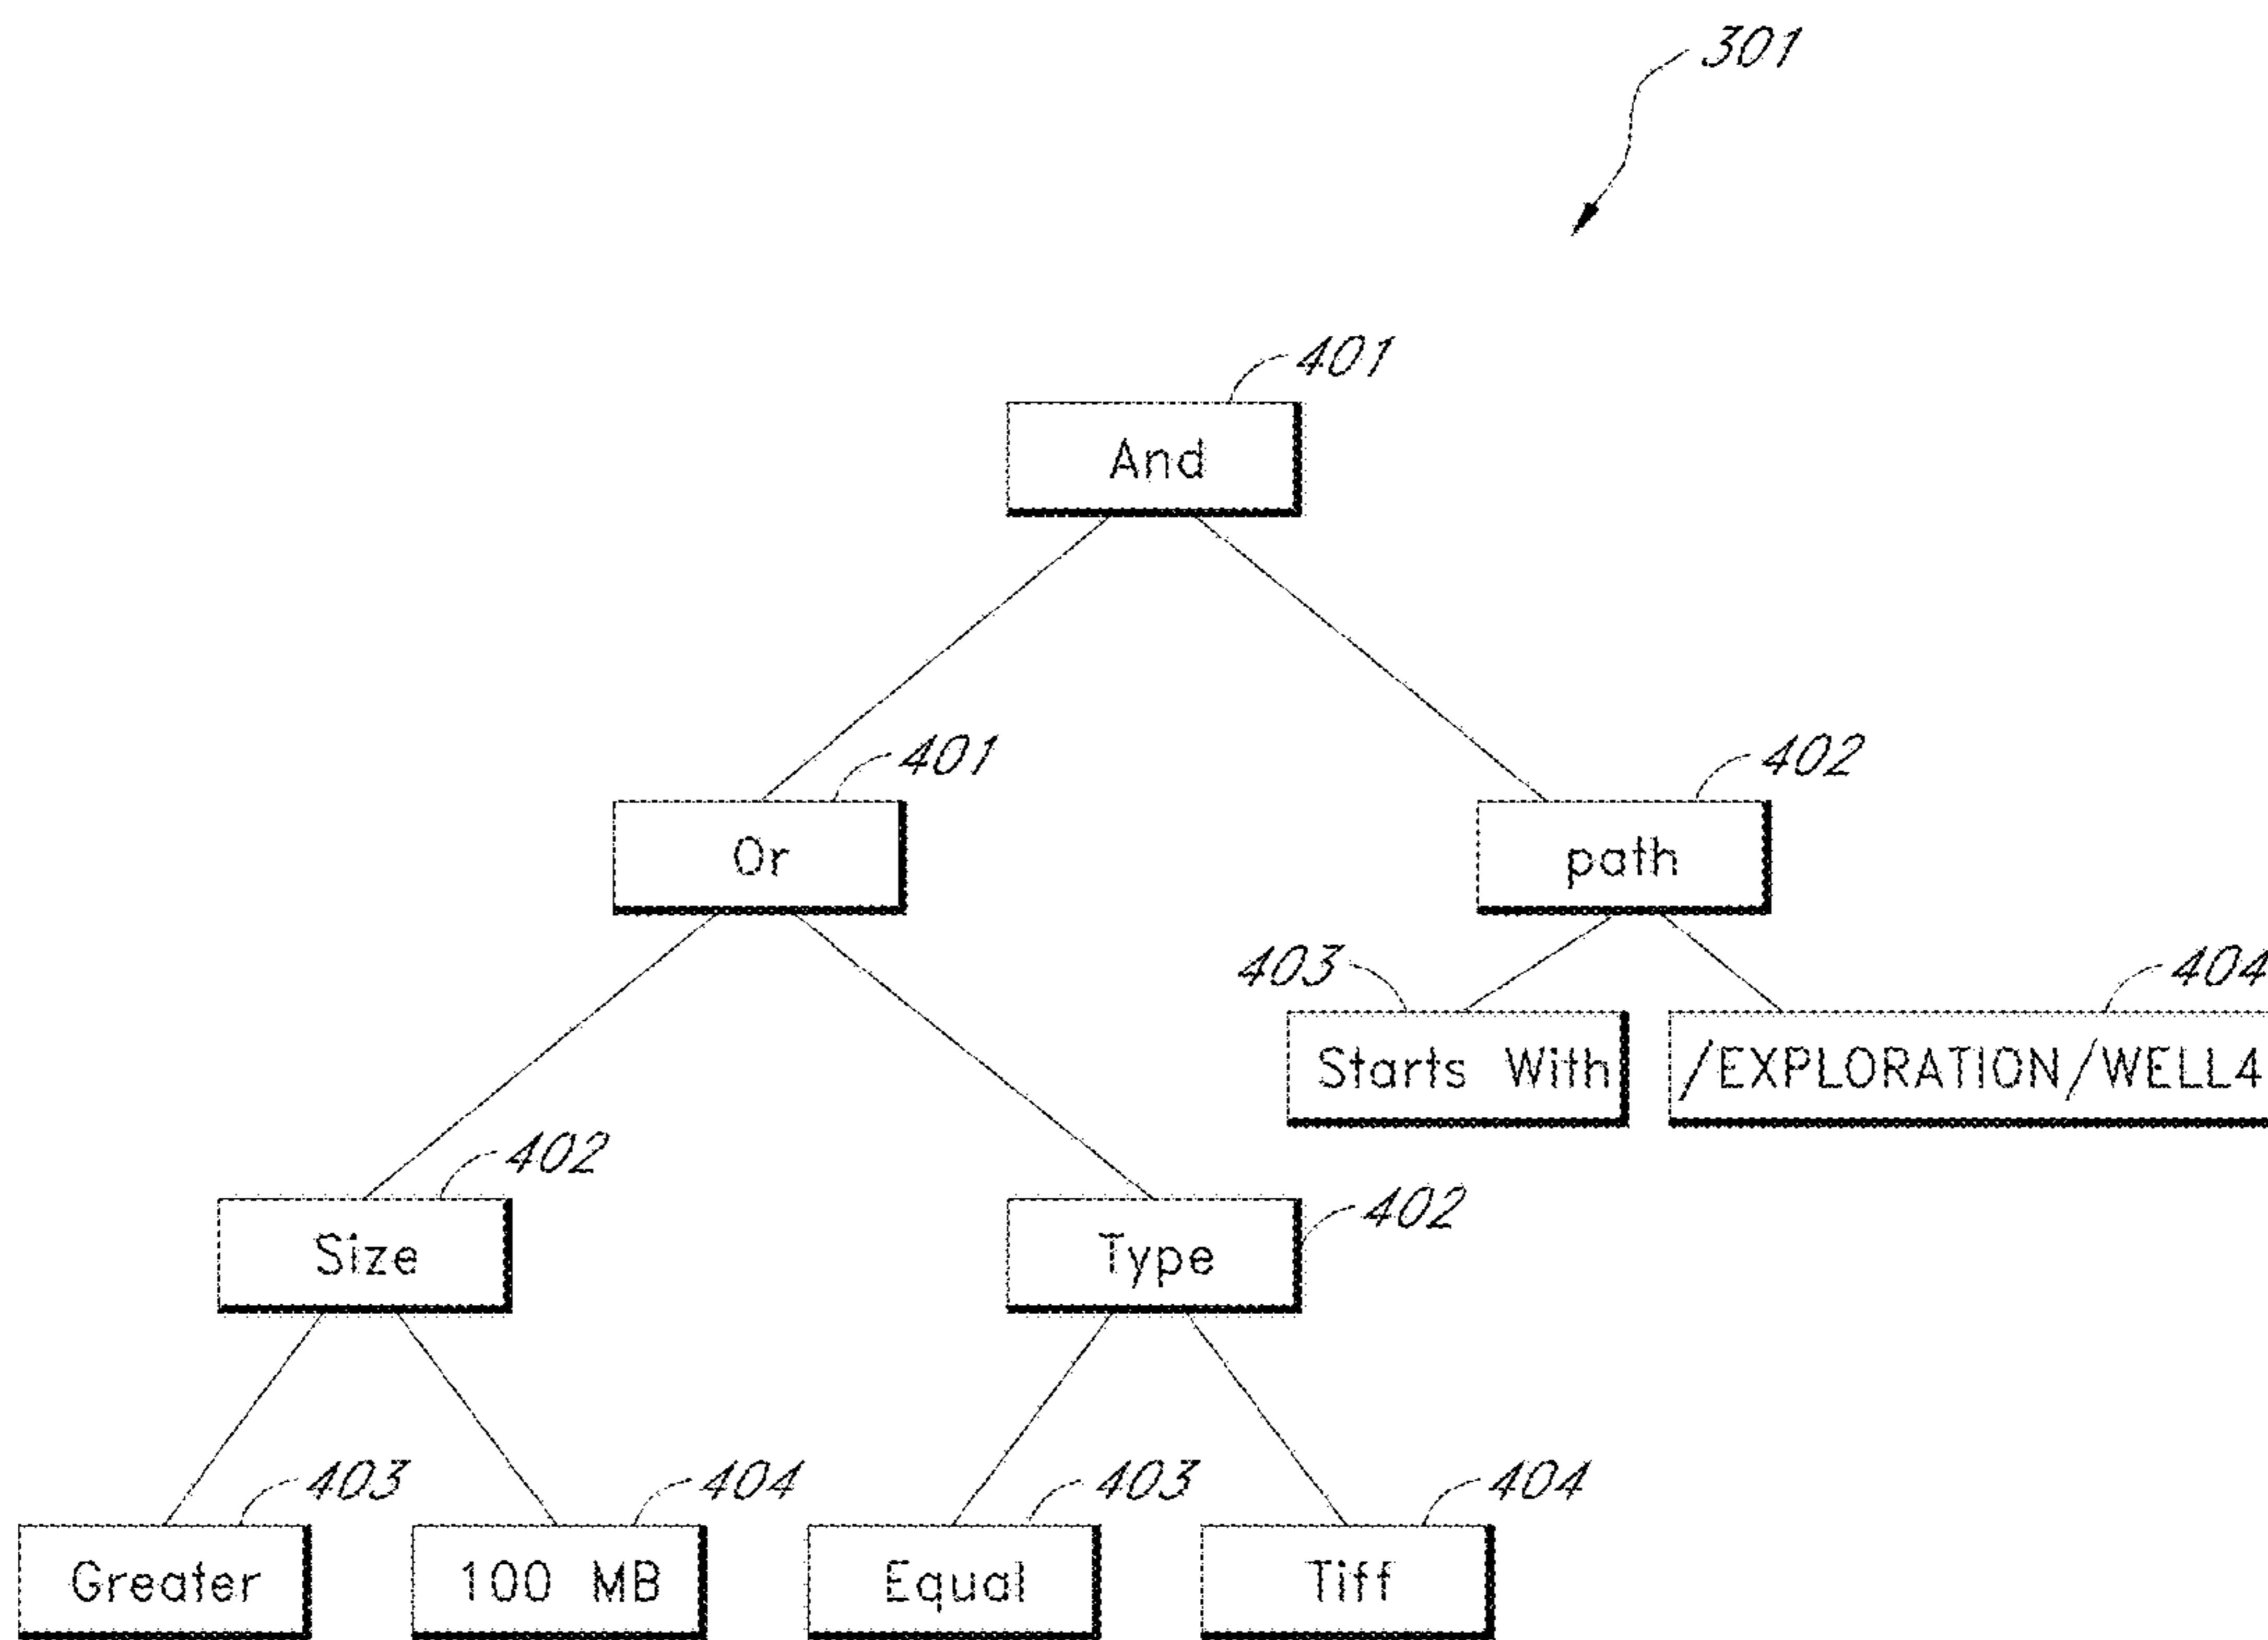 301
401
And
401
402
Or
path
403
404
Starts With
/EXPLORATION/WELL4
402
402
Size
Type
403
404
403
404
Greater
100 MB
Equal
Tiff